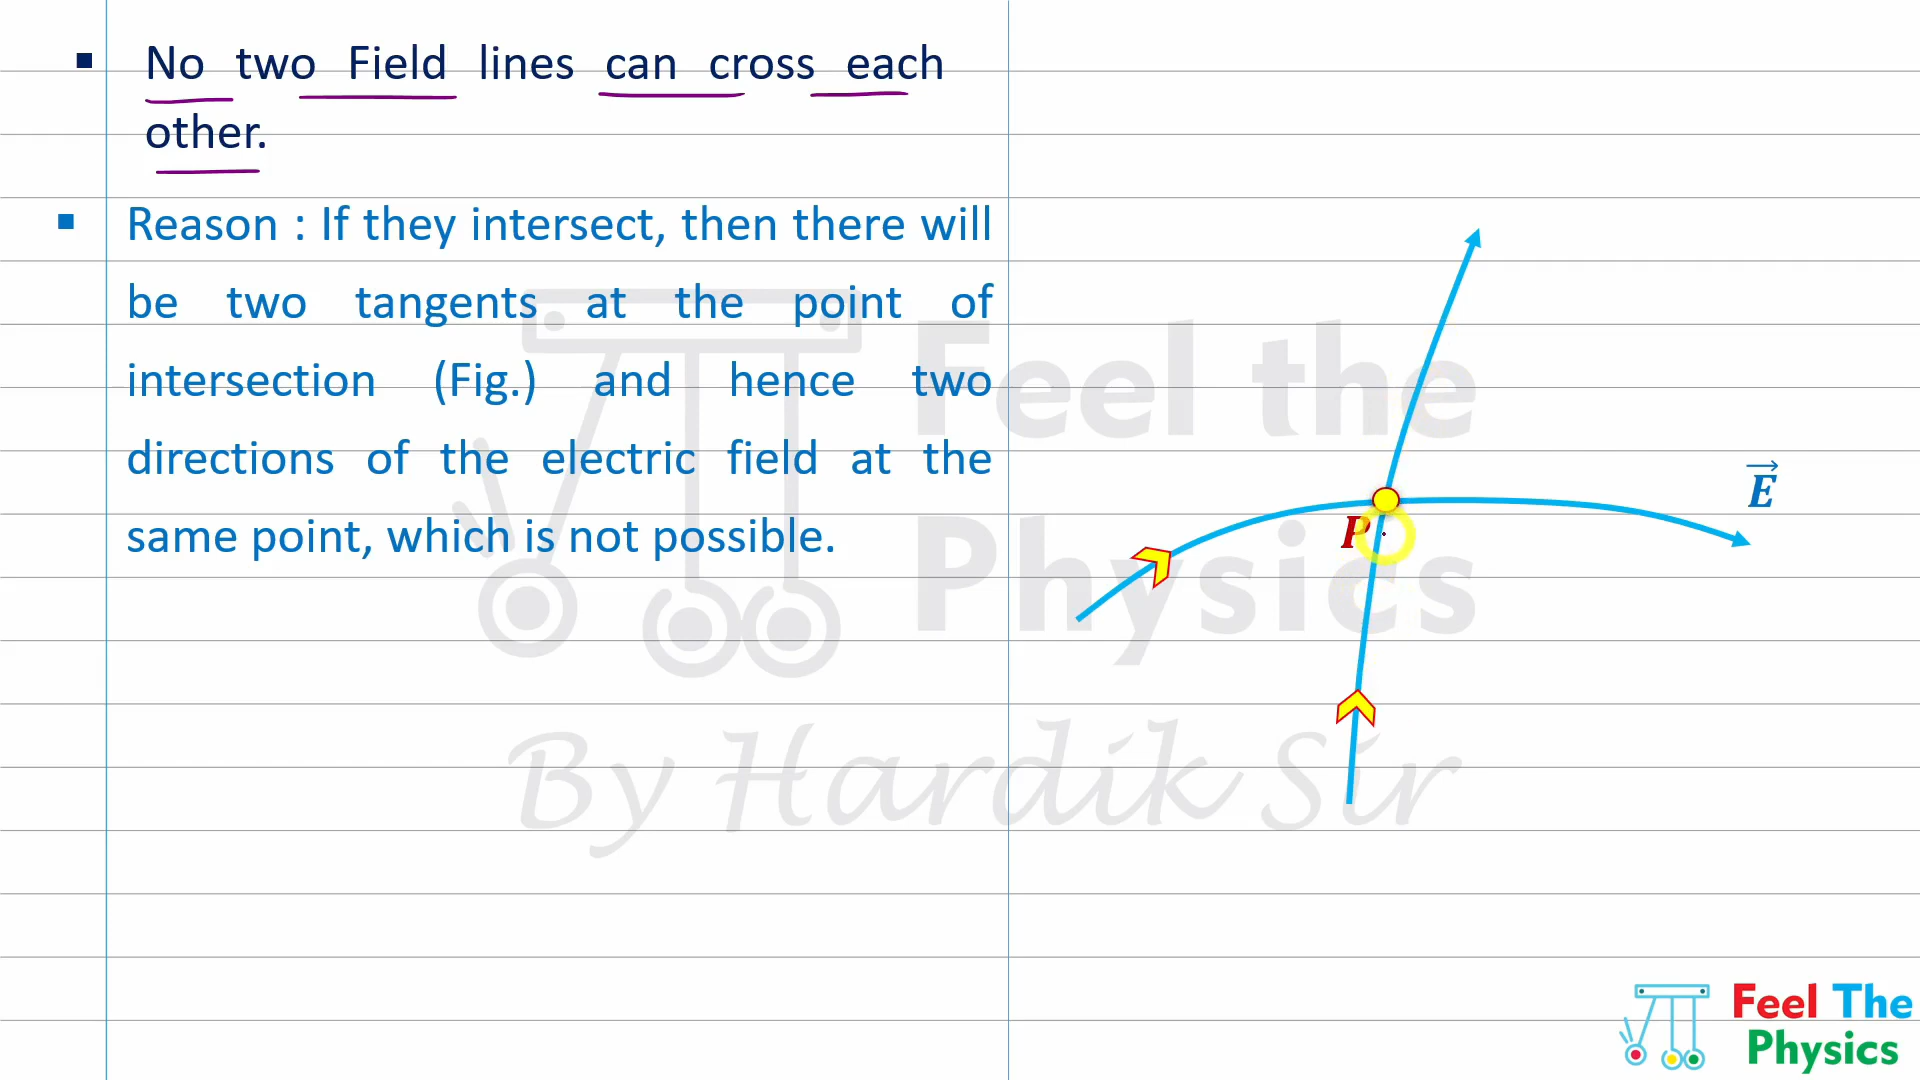 ▪ No two Field lines can cross each
other.
▪ Reason : If they intersect, then there will
be two tangents at the point of
intersection (Fig.) and hence two
directions of the electric field at the
same point, which is not possible.
E
P
Feel the
Physics
By Hardik Sir
Feel The
Physics